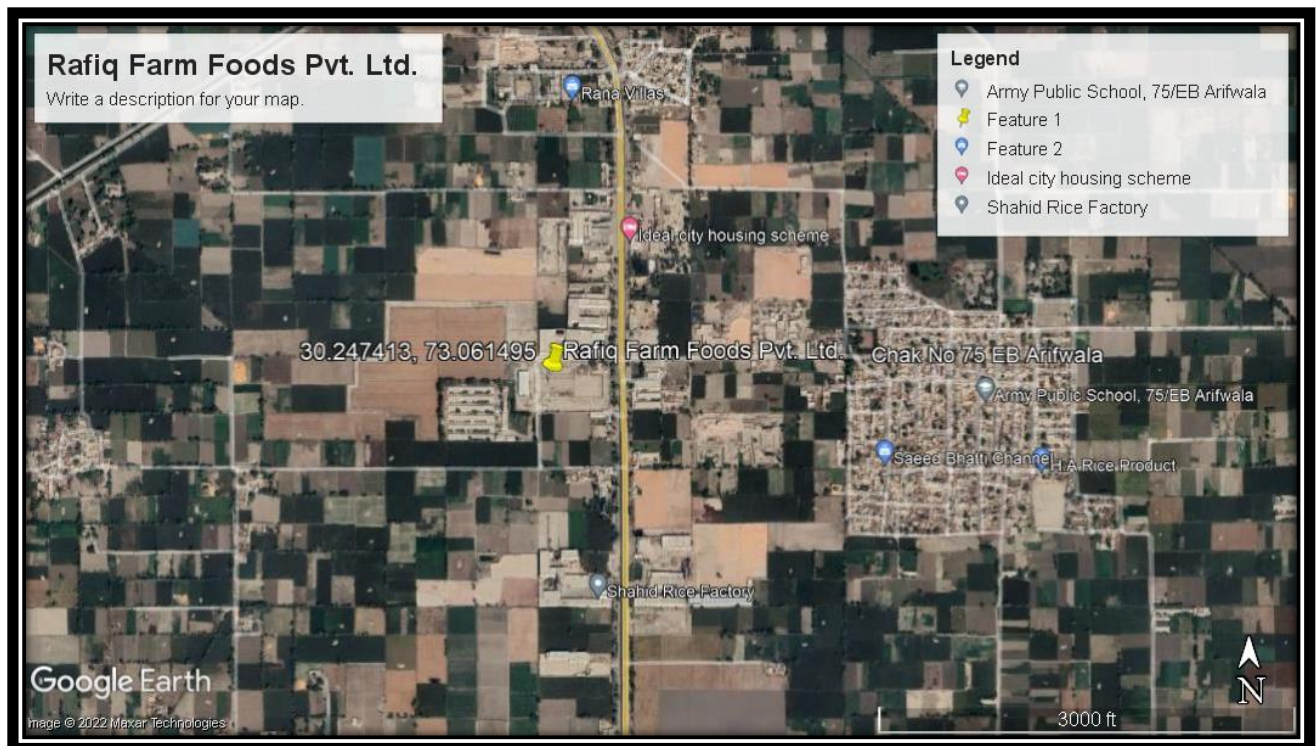 Rafiq Farm Foods Pvt. Ltd.
Write a description for your map.
Legend
Army Public School, 75/EB Arifwala
Feature 1
Feature 2
Ideal city housing scheme
Shahid Rice Factory
Rana Villas
Ideal city housing scheme
30.247413, 73.061495
Rafiq Farm Foods Pvt. Ltd.
Chak No 75 EB Arifwala
Army Public School, 75/EB Arifwala
Saeed Bhatti Channel
H.A Rice Product
Shahid Rice Factory
Google Earth
Image © 2022 Maxar Technologies
N
3000 ft